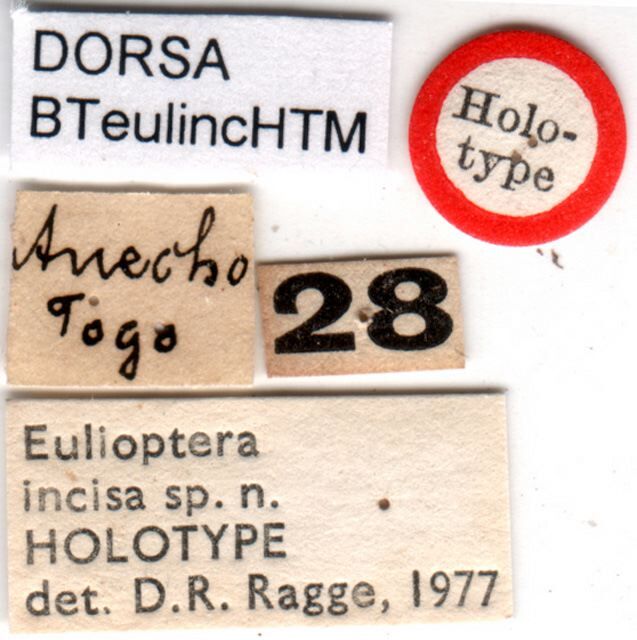 DORSA
BTeulincHTM
Holo-
type
Anecho
Togo
28
Eulioptera
incisa sp. n.
HOLOTYPE
det. D.R. Ragge, 1977